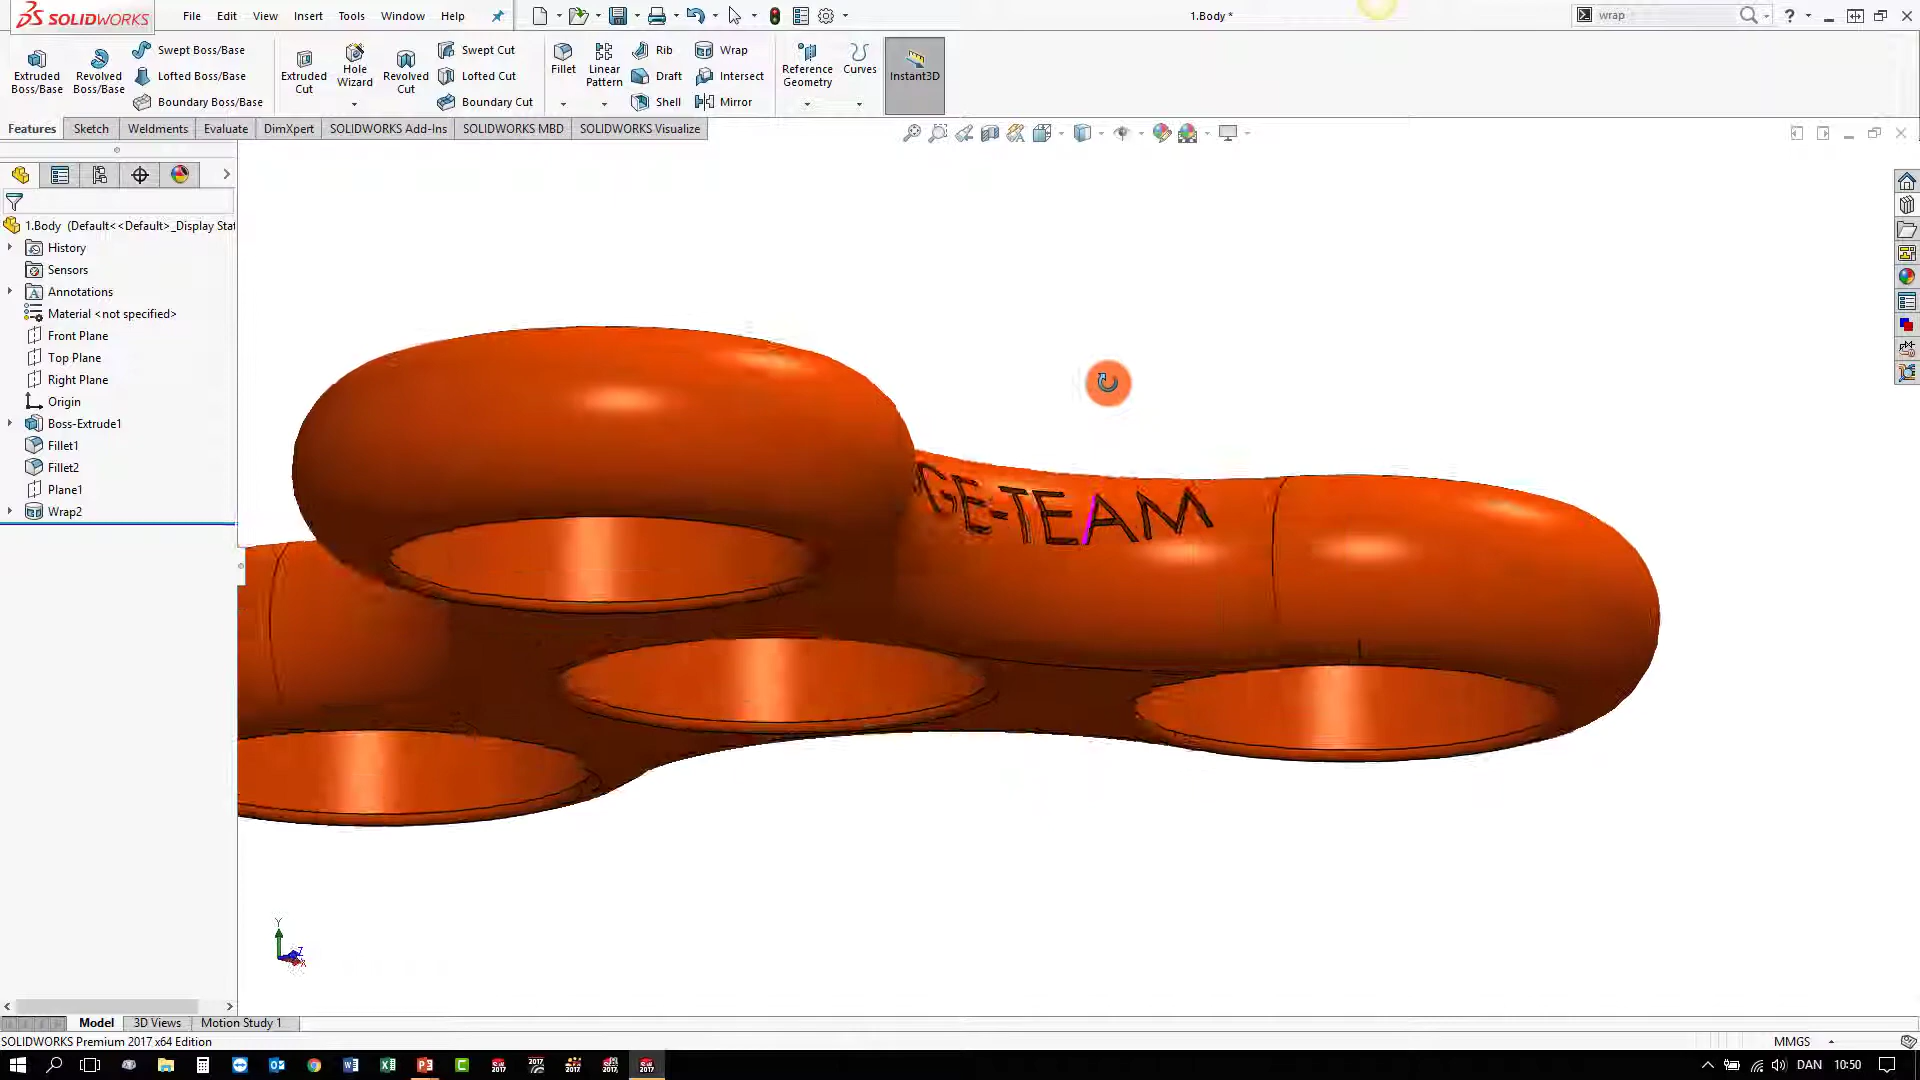 SOLIDWORKS
File Edit View Insert Tools Window Help
1.Body *
wrap
Extruded Boss/Base
Revolved Boss/Base
Swept Boss/Base
Lofted Boss/Base
Boundary Boss/Base
Extruded Cut
Hole Wizard
Revolved Cut
Swept Cut
Lofted Cut
Boundary Cut
Fillet
Linear Pattern
Rib
Draft
Shell
Wrap
Intersect
Mirror
Reference Geometry
Curves
Instant3D
Features Sketch Weldments Evaluate DimXpert SOLIDWORKS Add-Ins SOLIDWORKS MBD SOLIDWORKS Visualize
1.Body (Default<<Default>_Display Stat
History
Sensors
Annotations
Material <not specified>
Front Plane
Top Plane
Right Plane
Origin
Boss-Extrude1
Fillet1
Fillet2
Plane1
Wrap2
GE-TEAM
Y
Z
X
Model 3D Views Motion Study 1
SOLIDWORKS Premium 2017 x64 Edition
MMGS
DAN 10:50